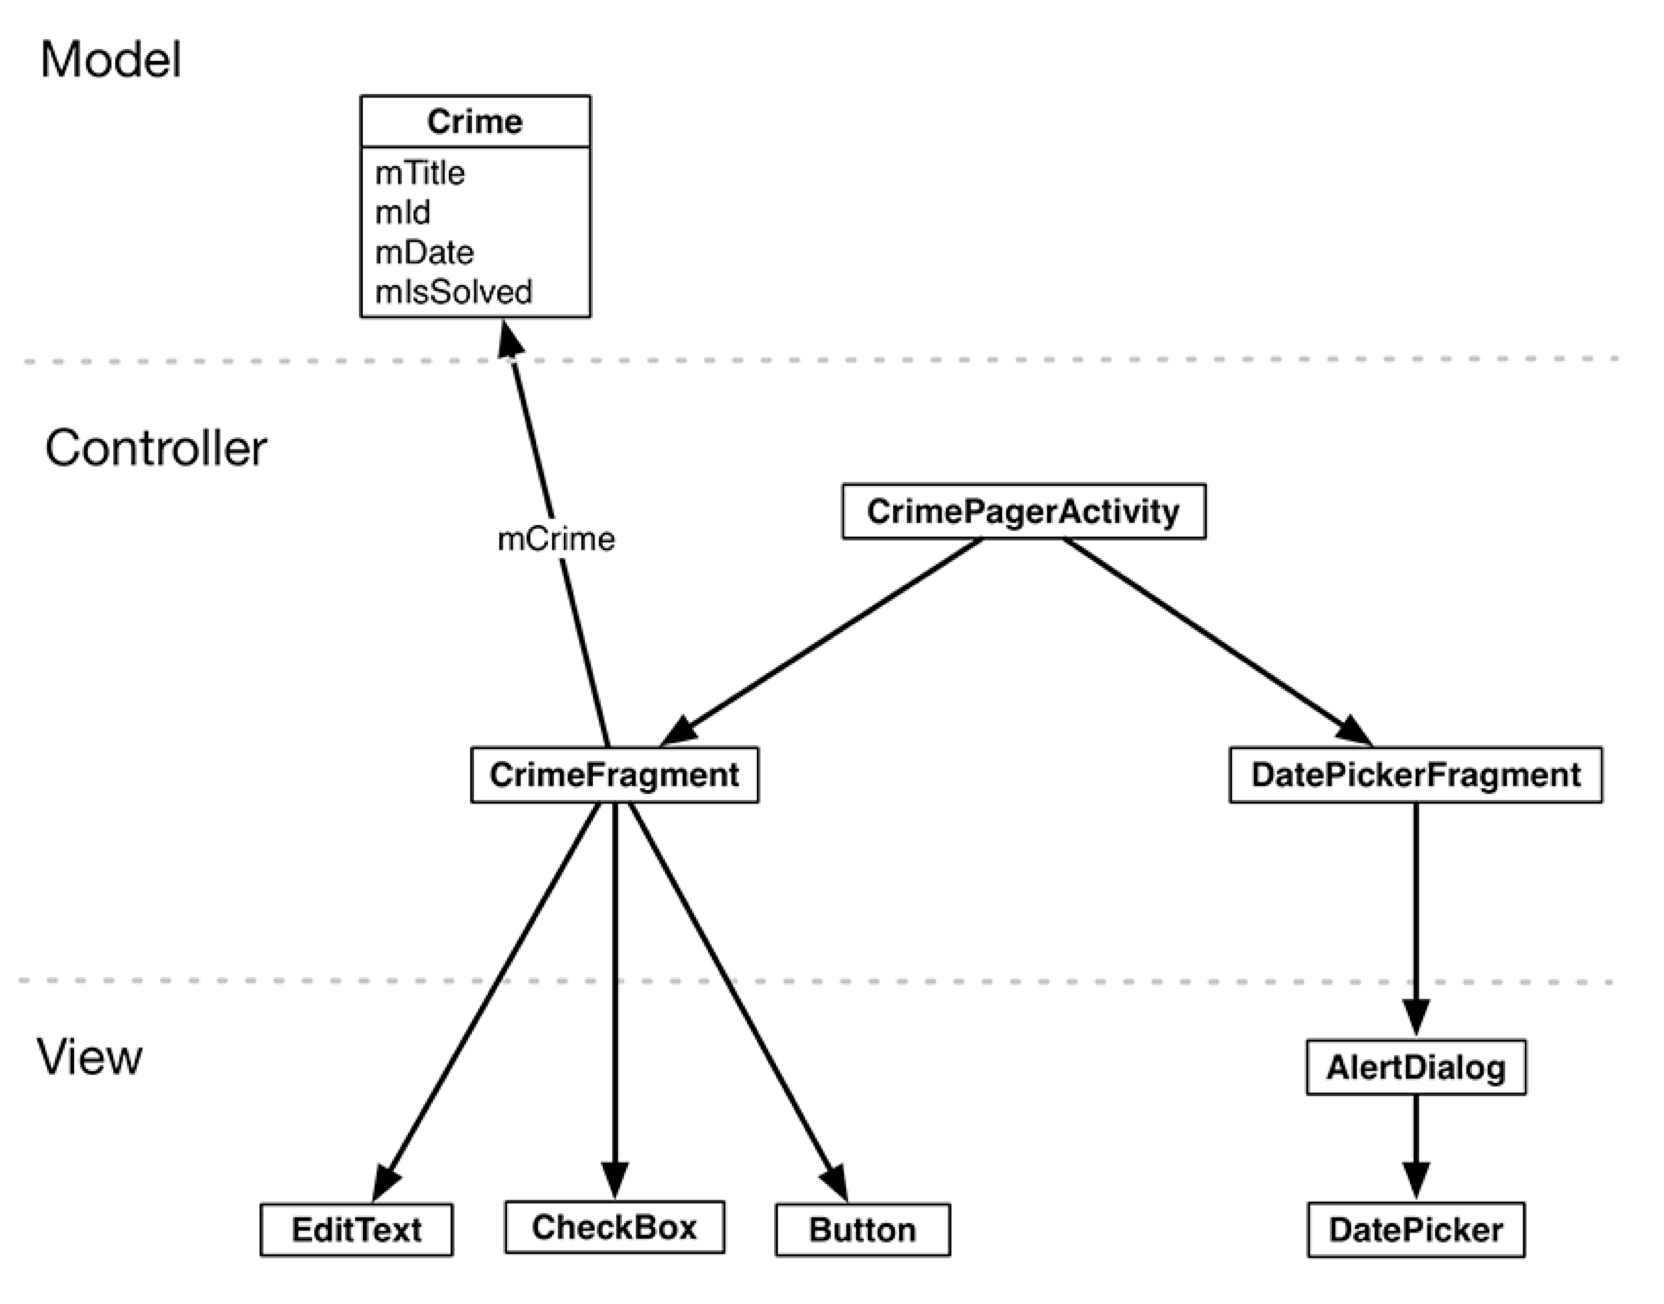 Model
Crime
mTitle
mId
mDate
mIsSolved
Controller
CrimePagerActivity
mCrime
CrimeFragment
DatePickerFragment
View
AlertDialog
EditText
CheckBox
Button
DatePicker